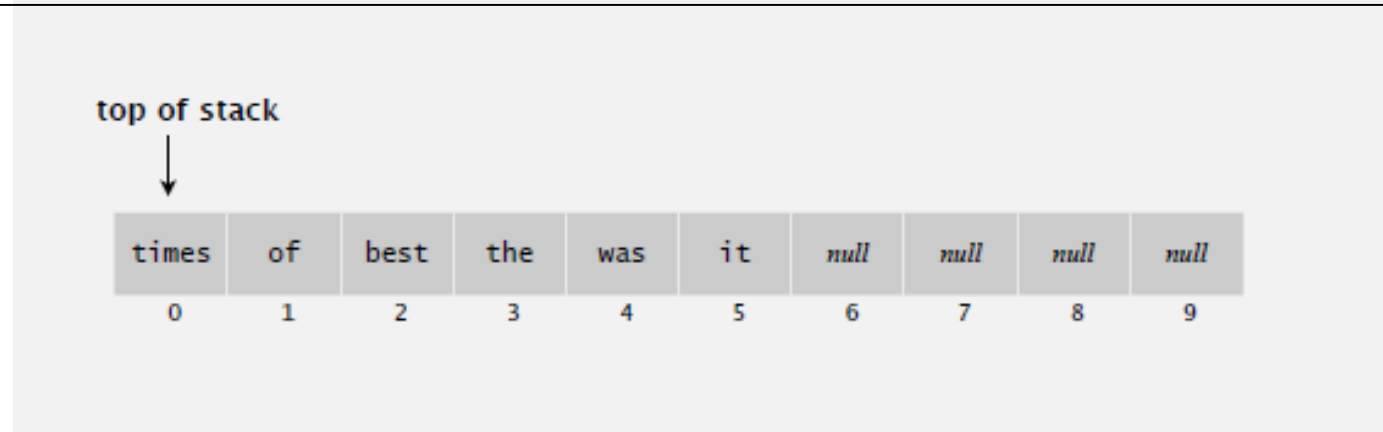 top of stack
times of best the was it null null null null
0 1 2 3 4 5 6 7 8 9